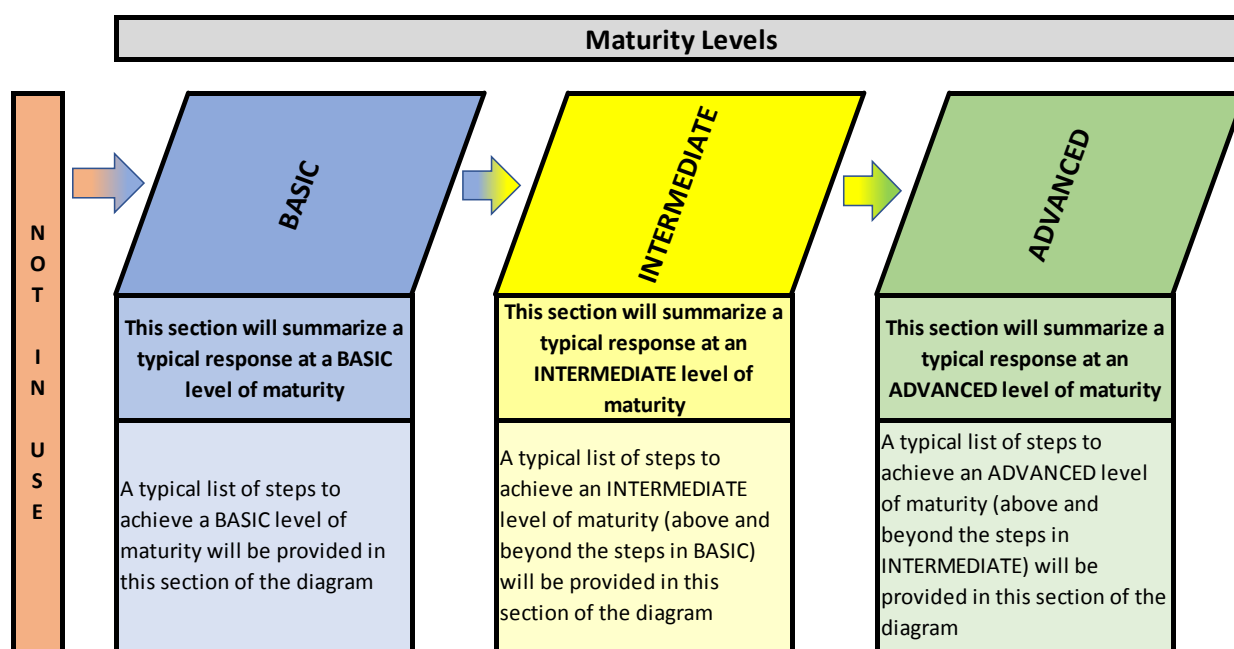 Maturity Levels
NOT IN USE
BASIC
INTERMEDIATE
ADVANCED
This section will summarize a
typical response at a BASIC
level of maturity
This section will summarize a
typical response at an
INTERMEDIATE level of
maturity
This section will summarize a
typical response at an
ADVANCED level of maturity
A typical list of steps to
achieve a BASIC level of
maturity will be provided in
this section of the diagram
A typical list of steps to
achieve an INTERMEDIATE
level of maturity (above and
beyond the steps in BASIC)
will be provided in this
section of the diagram
A typical list of steps to
achieve an ADVANCED level
of maturity (above and
beyond the steps in
INTERMEDIATE) will be
provided in this section of the
diagram